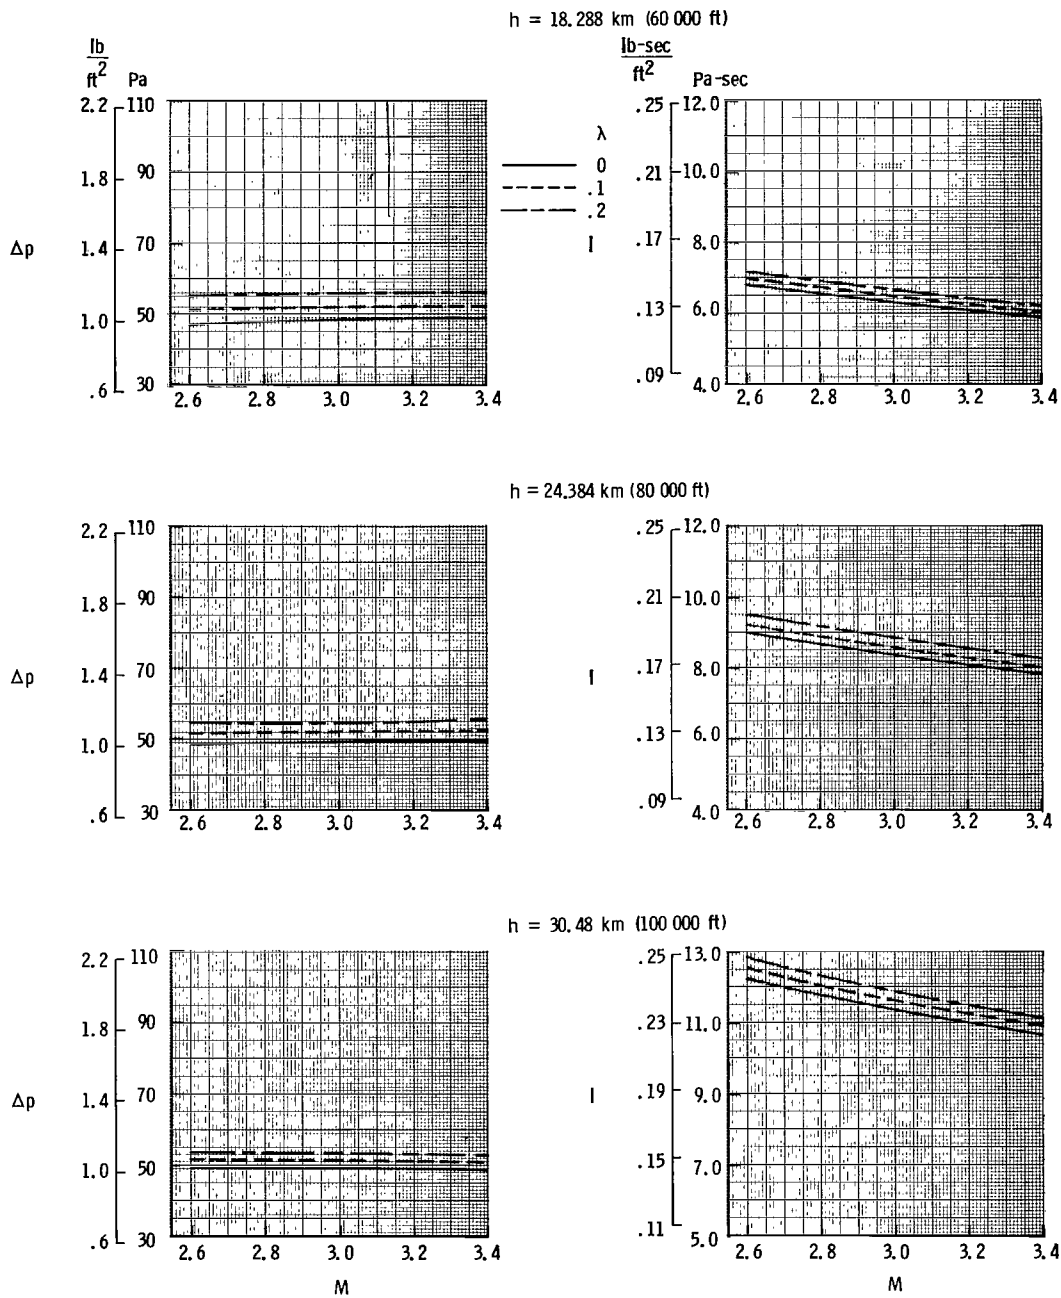 h = 18.288 km (60 000 ft)
lb
ft2 Pa
2.2 110
1.8 90
1.4 70
1.0 50
.6 30
Δp
2.6 2.8 3.0 3.2 3.4
λ
0
.1
.2
lb-sec
ft2 Pa-sec
.25 12.0
.21 10.0
.17 8.0
.13 6.0
.09 4.0
I
2.6 2.8 3.0 3.2 3.4
h = 24.384 km (80 000 ft)
2.2 110
1.8 90
1.4 70
1.0 50
.6 30
Δp
2.6 2.8 3.0 3.2 3.4
.25 12.0
.21 10.0
.17 8.0
.13 6.0
.09 4.0
I
2.6 2.8 3.0 3.2 3.4
h = 30.48 km (100 000 ft)
2.2 110
1.8 90
1.4 70
1.0 50
.6 30
Δp
2.6 2.8 3.0 3.2 3.4
M
.25 13.0
.23 11.0
.19 9.0
.15 7.0
.11 5.0
I
2.6 2.8 3.0 3.2 3.4
M